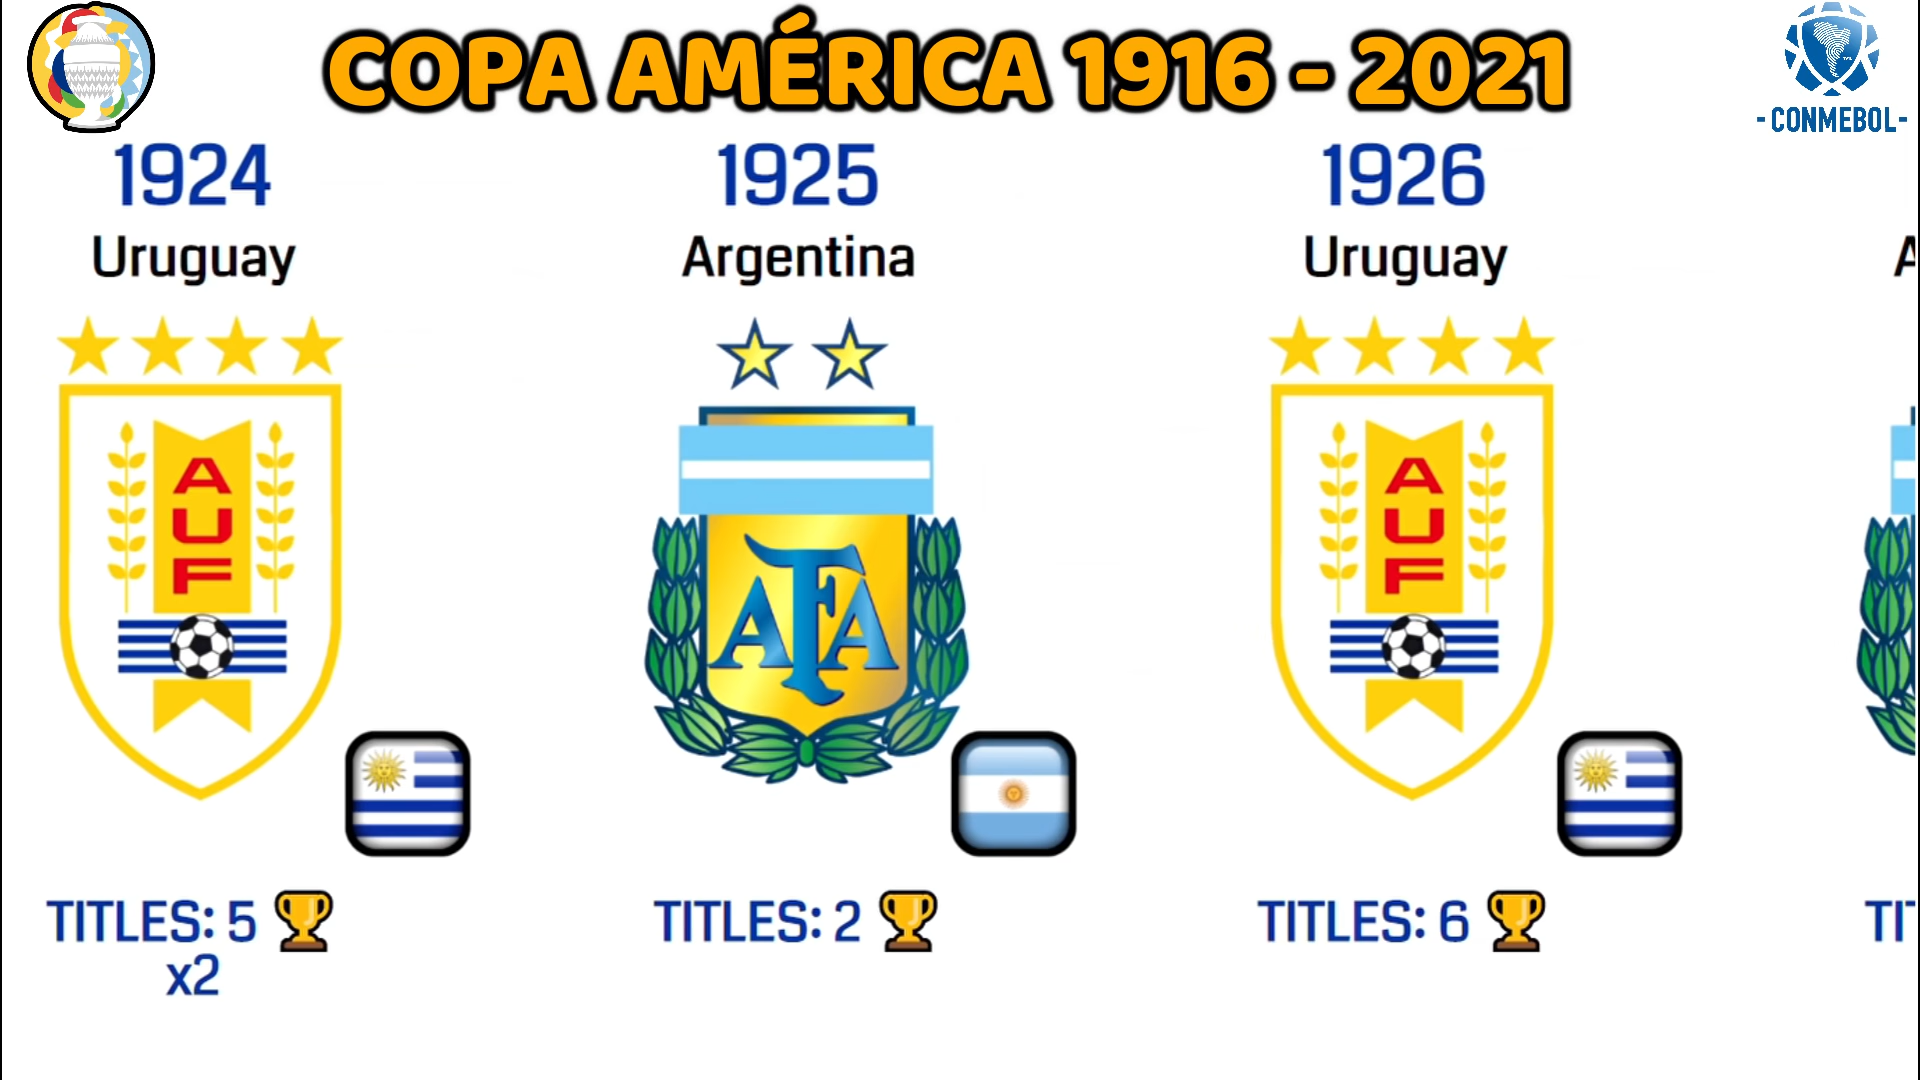 COPA AMÉRICA 1916 - 2021
-CONMEBOL-
1924
Uruguay
AUF
TITLES: 5
x2
1925
Argentina
AFA
TITLES: 2
1926
Uruguay
AUF
TITLES: 6